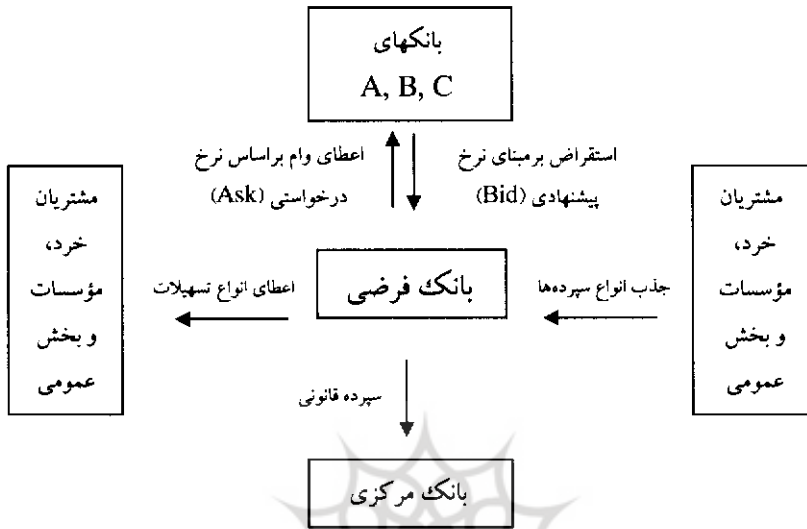 بانکهای
A, B, C
استقراض برمبنای نرخ
پیشنهادی (Bid)
اعطای وام براساس نرخ
درخواستی (Ask)
مشتریان
خرد،
مؤسسات
و بخش
عمومی
جذب انواع سپرده‌ها
بانک فرضی
اعطای انواع تسهیلات
مشتریان
خرد،
مؤسسات
و بخش
عمومی
سپرده قانونی
بانک مرکزی